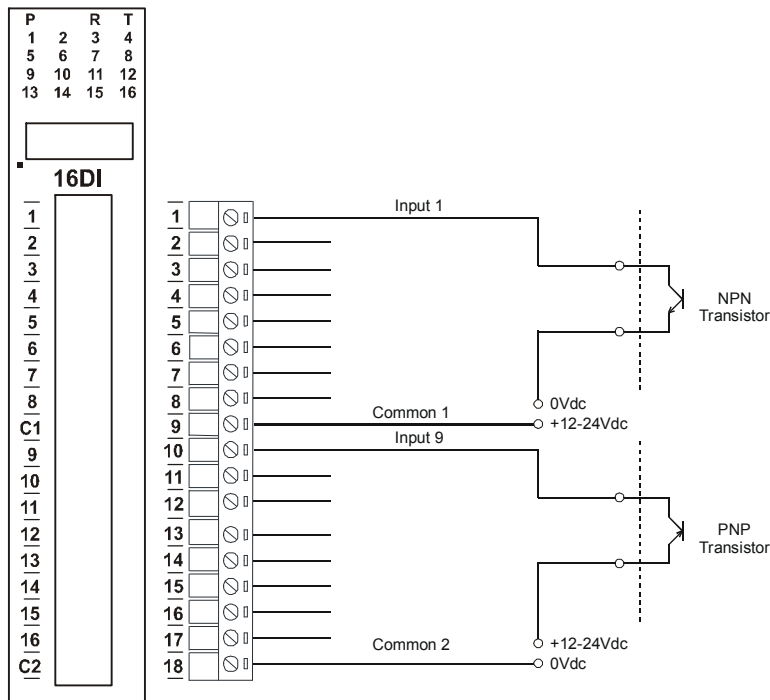 P R T
1 2 3 4
5 6 7 8
9 10 11 12
13 14 15 16
16DI
1
2
3
4
5
6
7
8
C1
9
10
11
12
13
14
15
16
C2
1
2
3
4
5
6
7
8
9
10
11
12
13
14
15
16
17
18
Input 1
NPN
Transistor
0Vdc
Common 1
+12-24Vdc
Input 9
PNP
Transistor
+12-24Vdc
Common 2
0Vdc